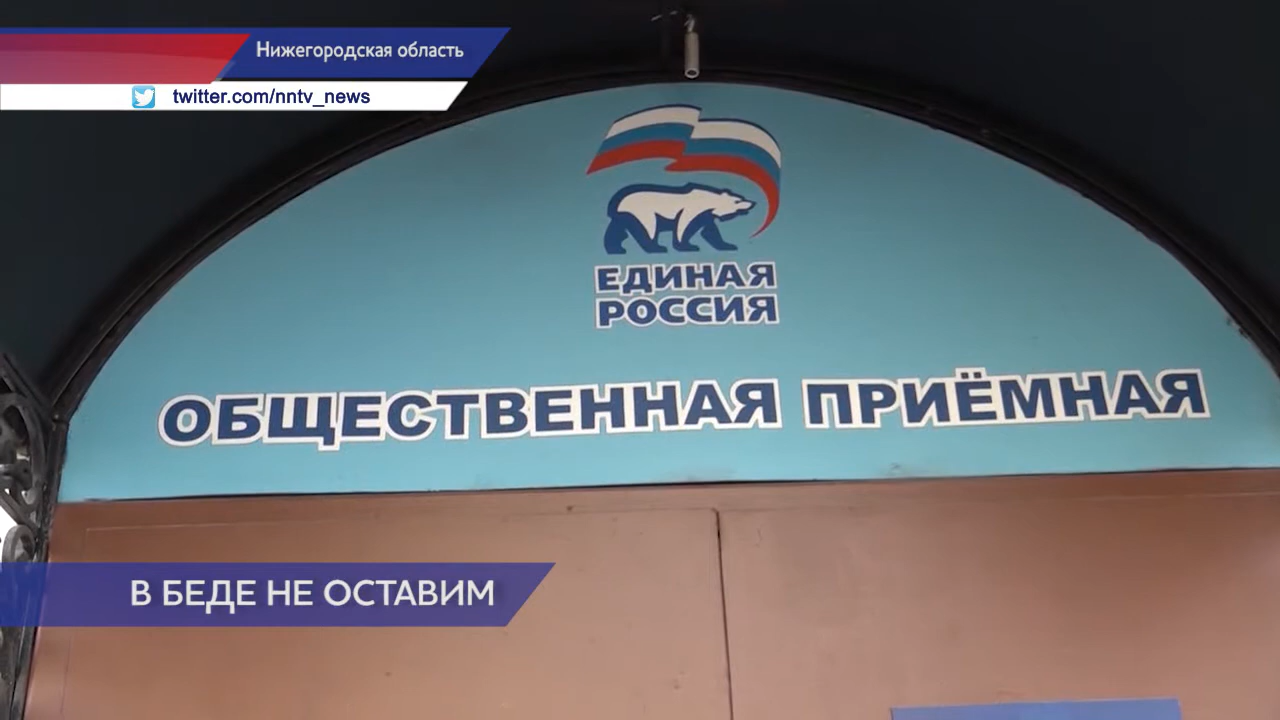 Нижегородская область
twitter.com/nntv_news
ЕДИНАЯ
РОССИЯ
ОБЩЕСТВЕННАЯ ПРИЁМНАЯ
В БЕДЕ НЕ ОСТАВИМ